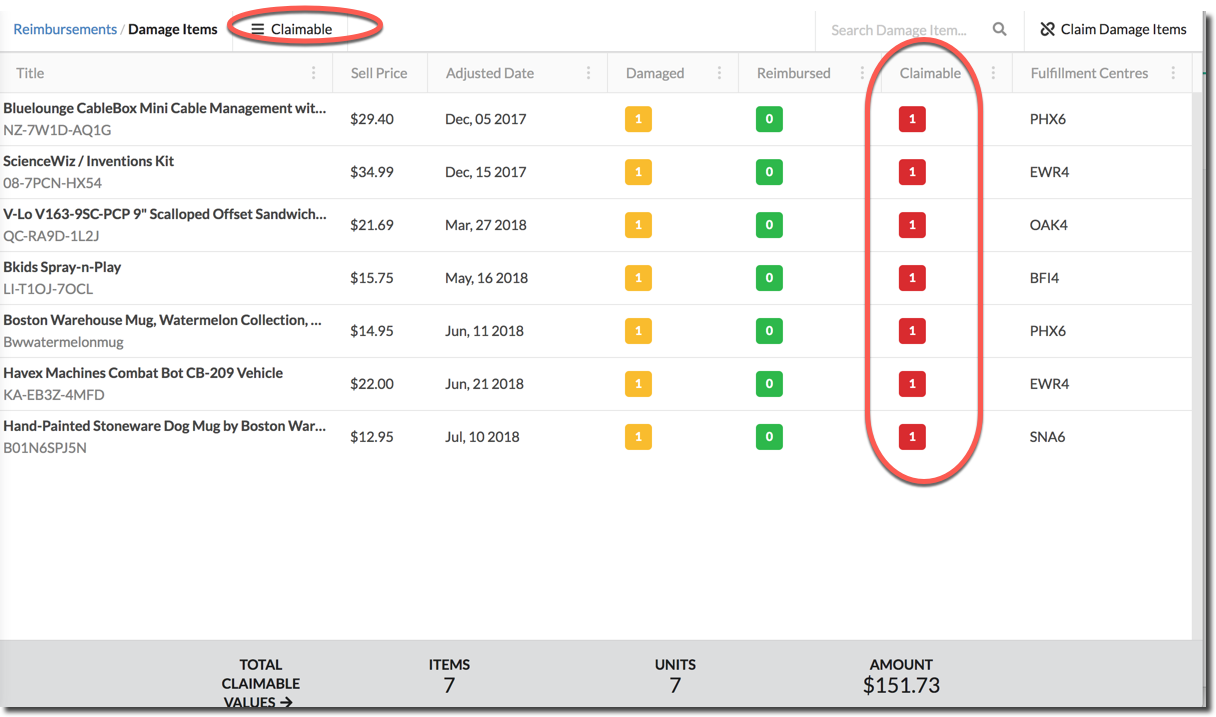 Reimbursements / Damage Items
Claimable
Search Damage Item...
Claim Damage Items
Title Sell Price Adjusted Date Damaged Reimbursed Claimable Fulfillment Centres
Bluelounge CableBox Mini Cable Management wit...
NZ-7W1D-AQ1G
$29.40 Dec, 05 2017 1 0 1 PHX6
ScienceWiz / Inventions Kit
08-7PCN-HX54
$34.99 Dec, 15 2017 1 0 1 EWR4
V-Lo V163-9SC-PCP 9" Scalloped Offset Sandwich...
QC-RA9D-1L2J
$21.69 Mar, 27 2018 1 0 1 OAK4
Bkids Spray-n-Play
LI-T1OJ-7OCL
$15.75 May, 16 2018 1 0 1 BFI4
Boston Warehouse Mug, Watermelon Collection, ...
Bwwatermelonmug
$14.95 Jun, 11 2018 1 0 1 PHX6
Havex Machines Combat Bot CB-209 Vehicle
KA-EB3Z-4MFD
$22.00 Jun, 21 2018 1 0 1 EWR4
Hand-Painted Stoneware Dog Mug by Boston War...
B01N6SPJ5N
$12.95 Jul, 10 2018 1 0 1 SNA6
TOTAL
CLAIMABLE
VALUES →
ITEMS
7
UNITS
7
AMOUNT
$151.73